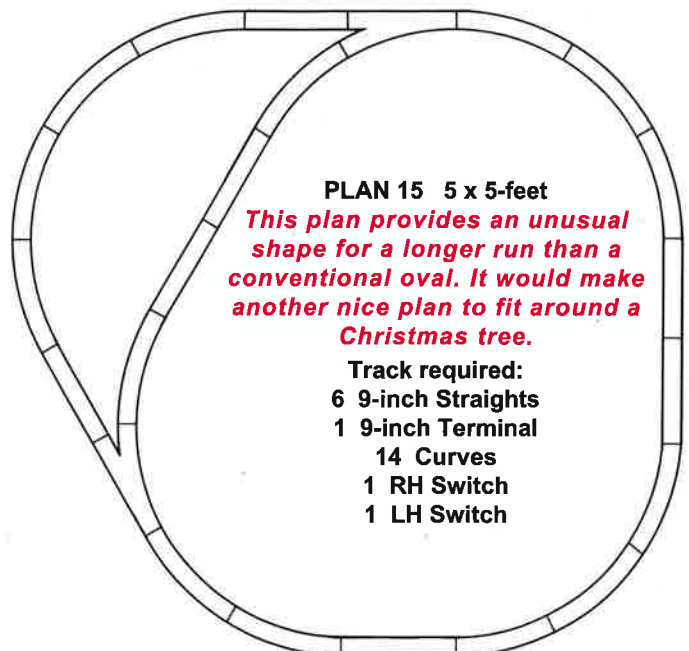 PLAN 15 5 x 5-feet
This plan provides an unusual
shape for a longer run than a
conventional oval. It would make
another nice plan to fit around a
Christmas tree.
Track required:
6 9-inch Straights
1 9-inch Terminal
14 Curves
1 RH Switch
1 LH Switch